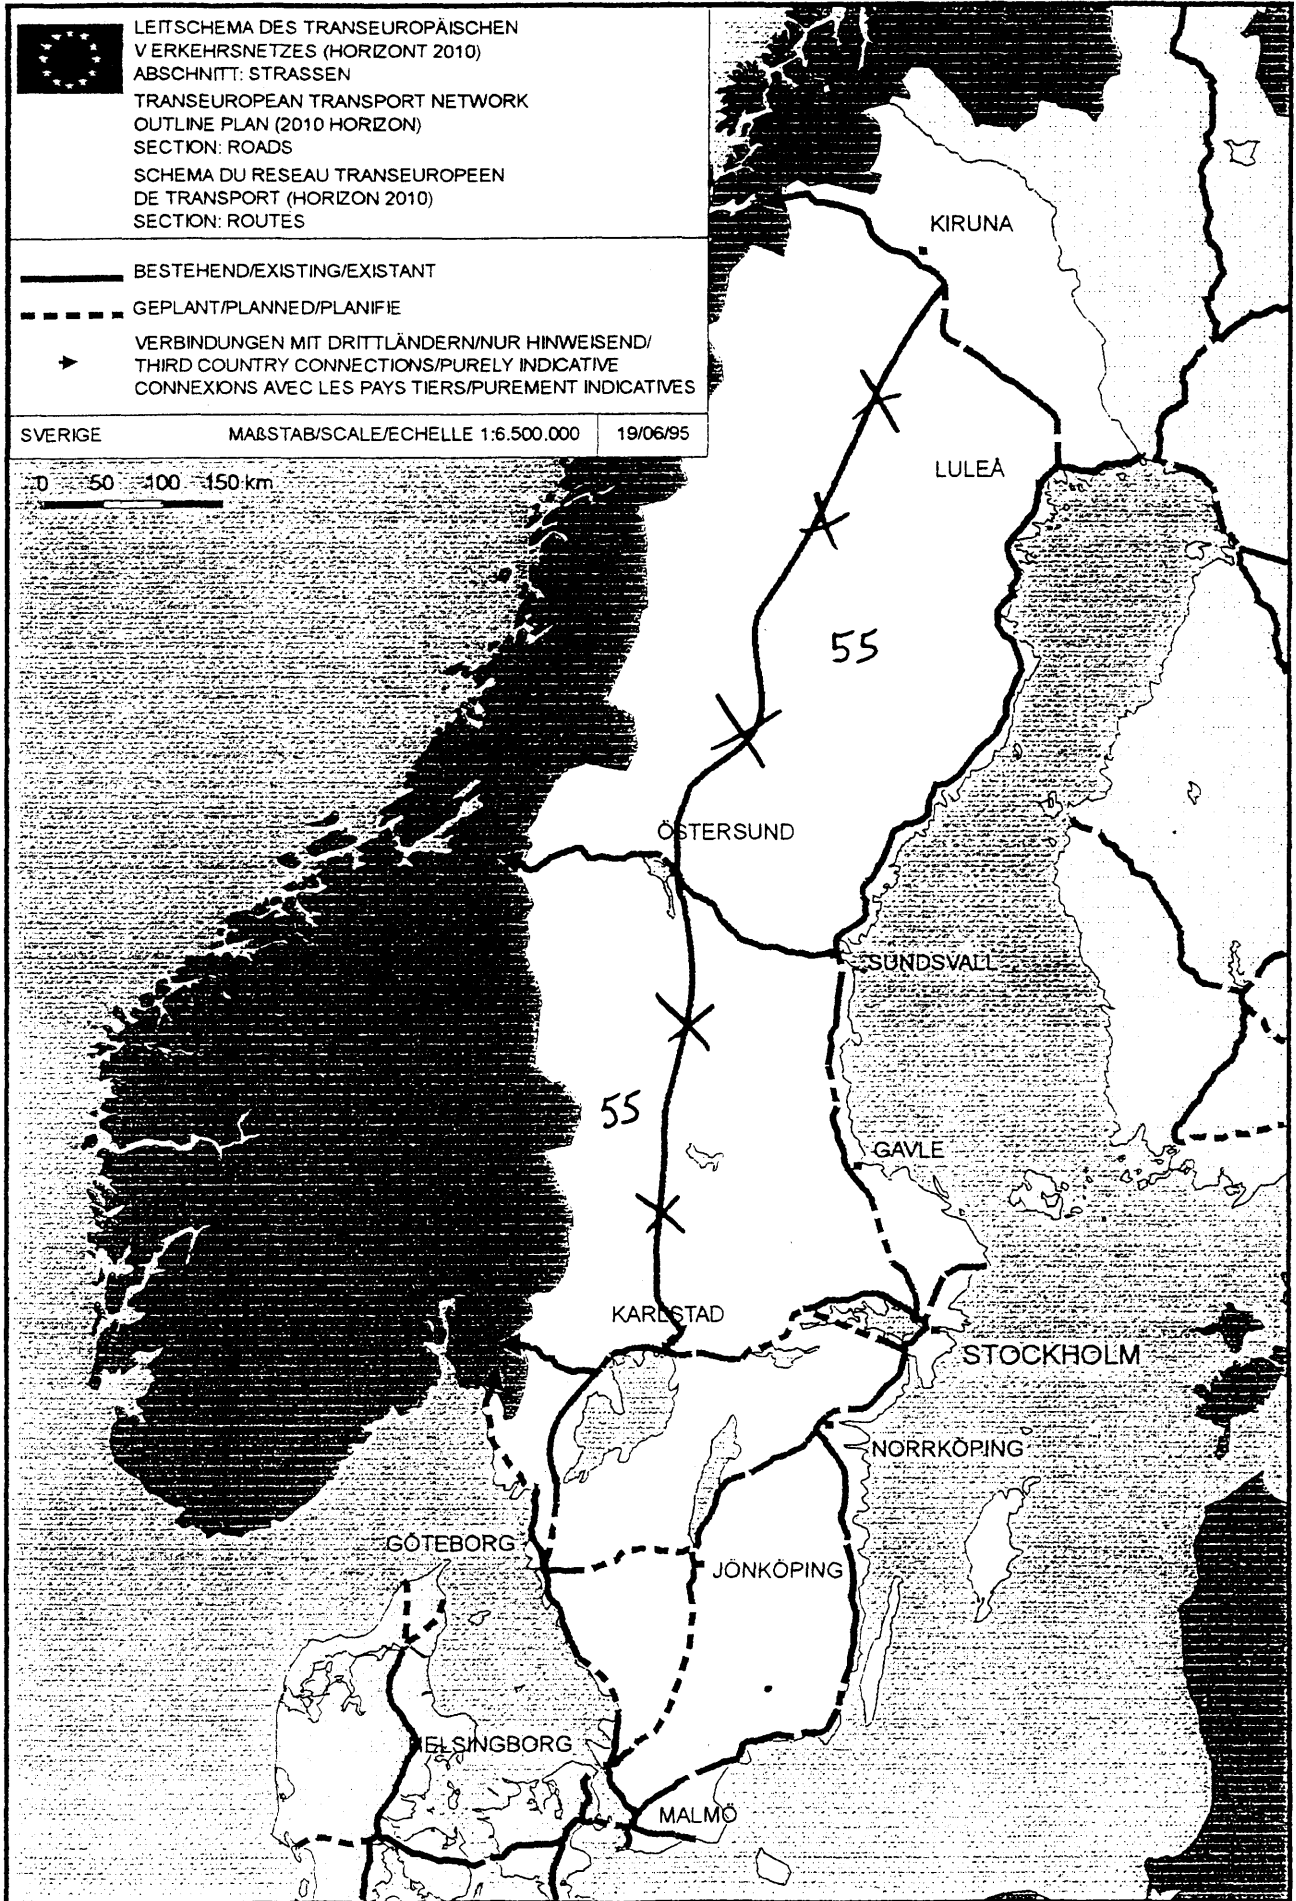 LEITSCHEMA DES TRANSEUROPÄISCHEN
VERKEHRSNETZES (HORIZONT 2010)
ABSCHNITT: STRASSEN
TRANSEUROPEAN TRANSPORT NETWORK
OUTLINE PLAN (2010 HORIZON)
SECTION: ROADS
SCHEMA DU RESEAU TRANSEUROPEEN
DE TRANSPORT (HORIZON 2010)
SECTION: ROUTES
BESTEHEND/EXISTING/EXISTANT
GEPLANT/PLANNED/PLANIFIE
VERBINDUNGEN MIT DRITTLÄNDERN/NUR HINWEISEND/
THIRD COUNTRY CONNECTIONS/PURELY INDICATIVE
CONNEXIONS AVEC LES PAYS TIERS/PUREMENT INDICATIVES
SVERIGE MAßSTAB/SCALE/ECHELLE 1:6.500.000 19/06/95
0 50 100 150 km
KIRUNA
LULEÅ
55
ÖSTERSUND
SUNDSVALL
55
GAVLE
KARLSTAD
STOCKHOLM
NORRKÖPING
GÖTEBORG
JÖNKÖPING
HELSINGBORG
MALMÖ